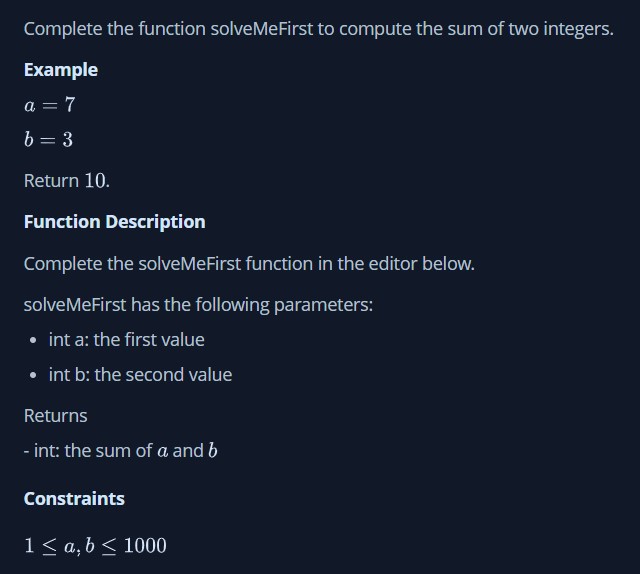 Complete the function solveMeFirst to compute the sum of two integers.
Example
a = 7
b = 3
Return 10.
Function Description
Complete the solveMeFirst function in the editor below.
solveMeFirst has the following parameters:
• int a: the first value
• int b: the second value
Returns
- int: the sum of a and b
Constraints
1 ≤ a, b ≤ 1000